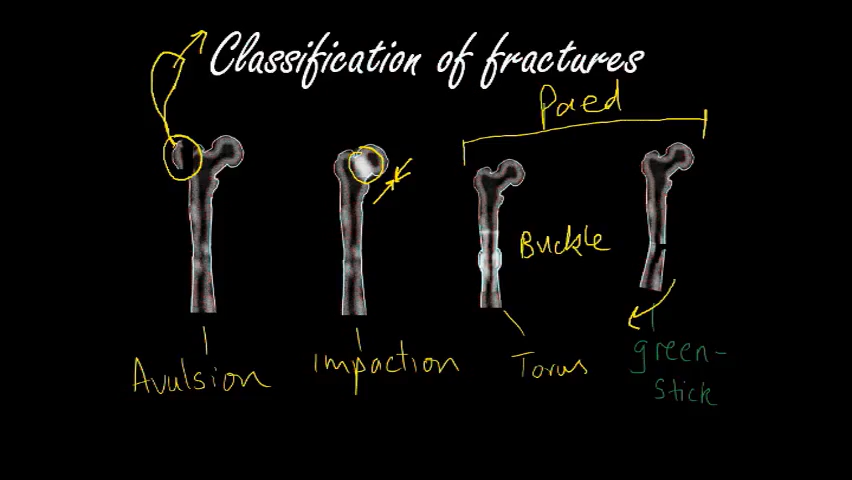 Classification of fractures
Paed
Buckle
Avulsion
Impaction
Torus
green-
stick